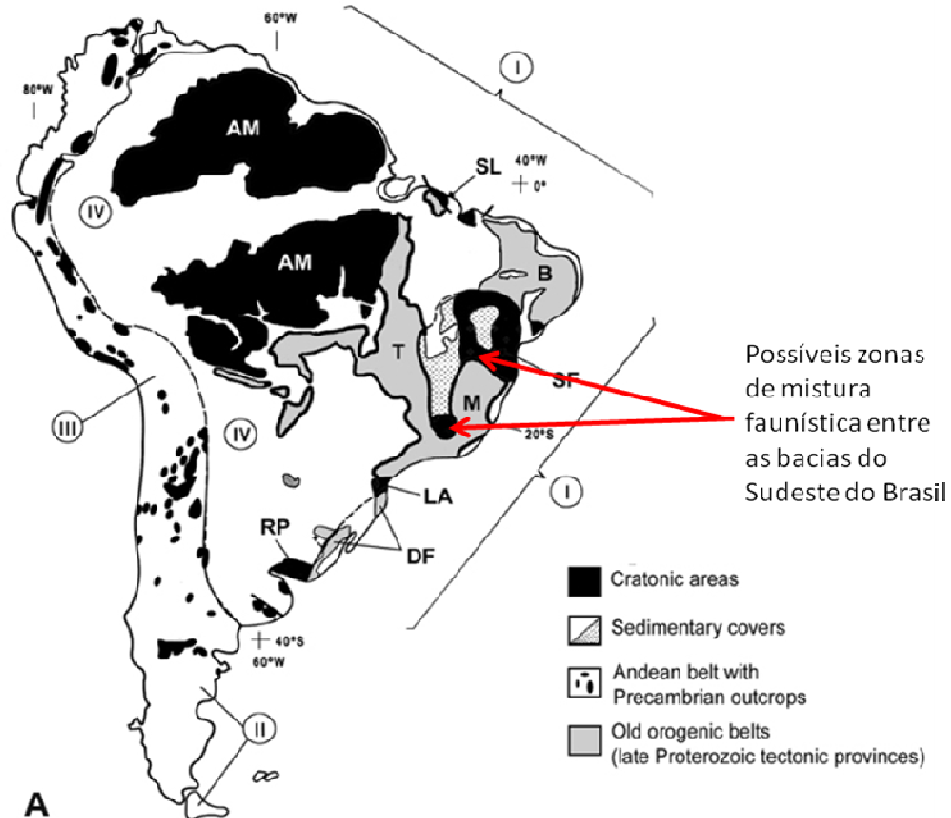 60°W
I
80°W
AM
SL
40°W
0°
IV
AM
B
T
SF
M
20°S
Possíveis zonas
de mistura
faunística entre
as bacias do
Sudeste do Brasil
III
IV
LA
I
RP
DF
40°S
60°W
II
A
Cratonic areas
Sedimentary covers
Andean belt with
Precambrian outcrops
Old orogenic belts
(late Proterozoic tectonic provinces)